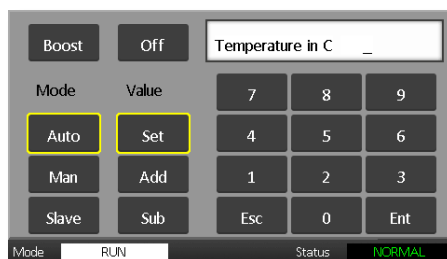 Boost Off Temperature in C _
Mode Value 7 8 9
Auto Set 4 5 6
Man Add 1 2 3
Slave Sub Esc 0 Ent
Mode RUN Status NORMAL